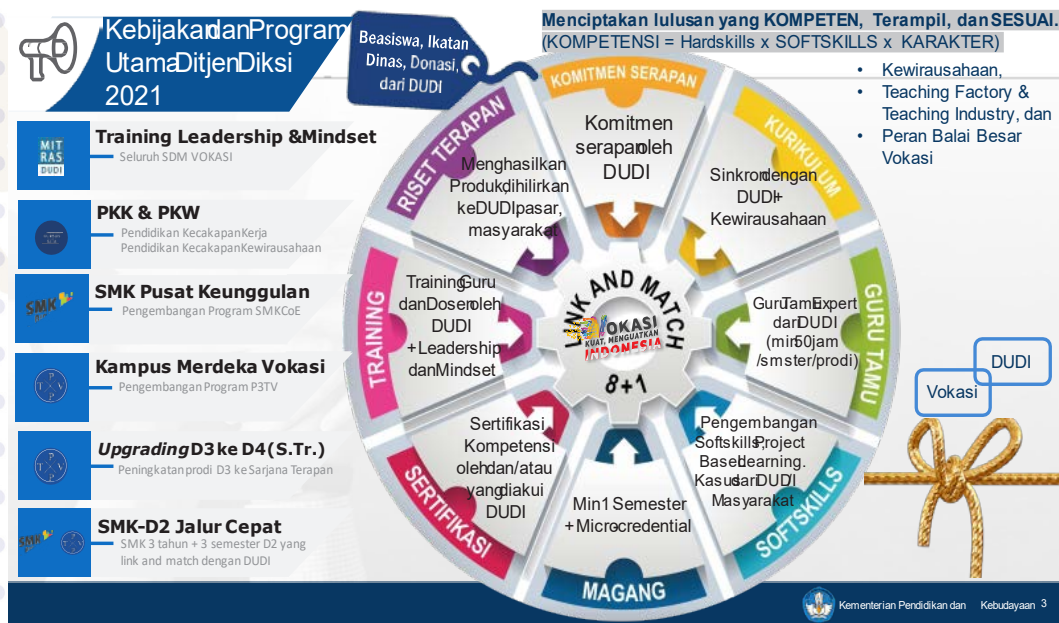 Kebijakan dan Program
Utama Ditjen Diksi
2021
Beasiswa, Ikatan
Dinas, Donasi,
dari DUDI
Menciptakan lulusan yang KOMPETEN, Terampil, dan SESUAI.
(KOMPETENSI = Hardskills x SOFTSKILLS x KARAKTER)
• Kewirausahaan,
• Teaching Factory &
Teaching Industry, dan
• Peran Balai Besar
Vokasi
MIT
RAS
DUDI
Training Leadership &Mindset
Seluruh SDM VOKASI
PKK & PKW
Pendidikan Kecakapan Kerja
Pendidikan Kecakapan Kewirausahaan
SMK
SMK Pusat Keunggulan
Pengembangan Program SMK CoE
Kampus Merdeka Vokasi
Pengembangan Program P3TV
Upgrading D3 ke D4 (S.Tr.)
Peningkatan prodi D3 ke Sarjana Terapan
SMK
SMK-D2 Jalur Cepat
SMK 3 tahun + 3 semester D2 yang
link and match dengan DUDI
KOMITMEN SERAPAN
Komitmen
serapan oleh
DUDI
KURIKULUM
Sinkron dengan
DUDI +
Kewirausahaan
GURU TAMU
Guru Tamu Expert
dari DUDI
(min 50 jam
/smster/prodi)
SOFTSKILLS
Pengembangan
Softskills, Project
Based learning.
Kasus dari DUDI/
Masyarakat
MAGANG
Min 1 Semester
+ Microcredential
SERTIFIKASI
Sertifikasi
Kompetensi
oleh dan/atau
yang diakui
DUDI
TRAINING
Training Guru
dan Dosen oleh
DUDI
+ Leadership
dan Mindset
RISET TERAPAN
Menghasilkan
Produk, dihilirkan
ke DUDI pasar,
masyarakat
LINK AND MATCH
VOKASI
KUAT, MENGUATKAN
INDONESIA
8+1
DUDI
Vokasi
Kementerian Pendidikan dan Kebudayaan 3